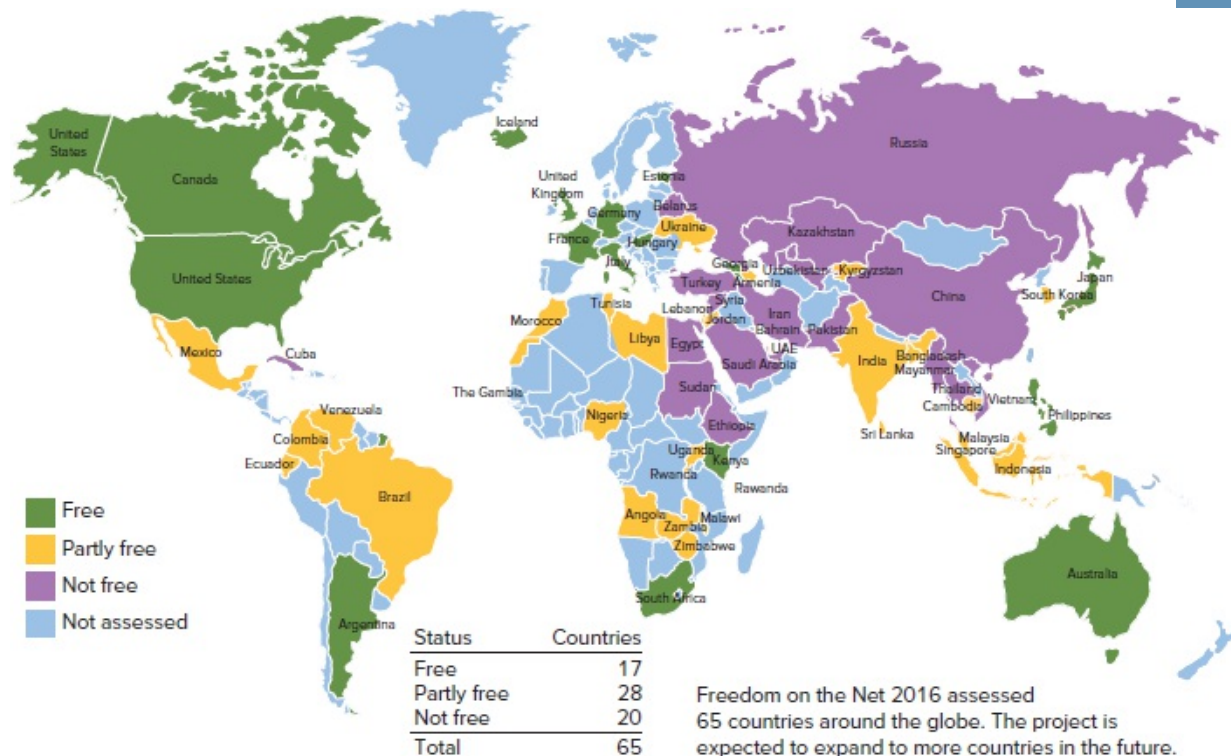 Iceland
United
States
Canada
United
Kingdom
Estonia
Russia
Germany
Belarus
Ukraine
France
Hungary
Kazakhstan
Italy
United States
Georgia
Uzbekistan
Kyrgyzstan
Japan
Turkey
Armenia
South Korea
China
Tunisia
Lebanon
Syria
Morocco
Jordan
Iran
Mexico
Cuba
Libya
Egypt
Bahrain
Pakistan
UAE
India
Bangladash
Saudi Arabia
Mayanmar
The Gambia
Sudan
Thailand
Vietnam
Venezuela
Nigeria
Cambodia
Philippines
Colombia
Ethiopia
Sri Lanka
Malaysia
Ecuador
Uganda
Kenya
Singapore
Indonesia
Rwanda
Rawanda
Brazil
Angola
Malawi
Zambia
Zimbabwe
Australia
South Africa
Argentina
Free
Partly free
Not free
Not assessed
Status Countries
Free 17
Partly free 28
Not free 20
Total 65
Freedom on the Net 2016 assessed
65 countries around the globe. The project is
expected to expand to more countries in the future.